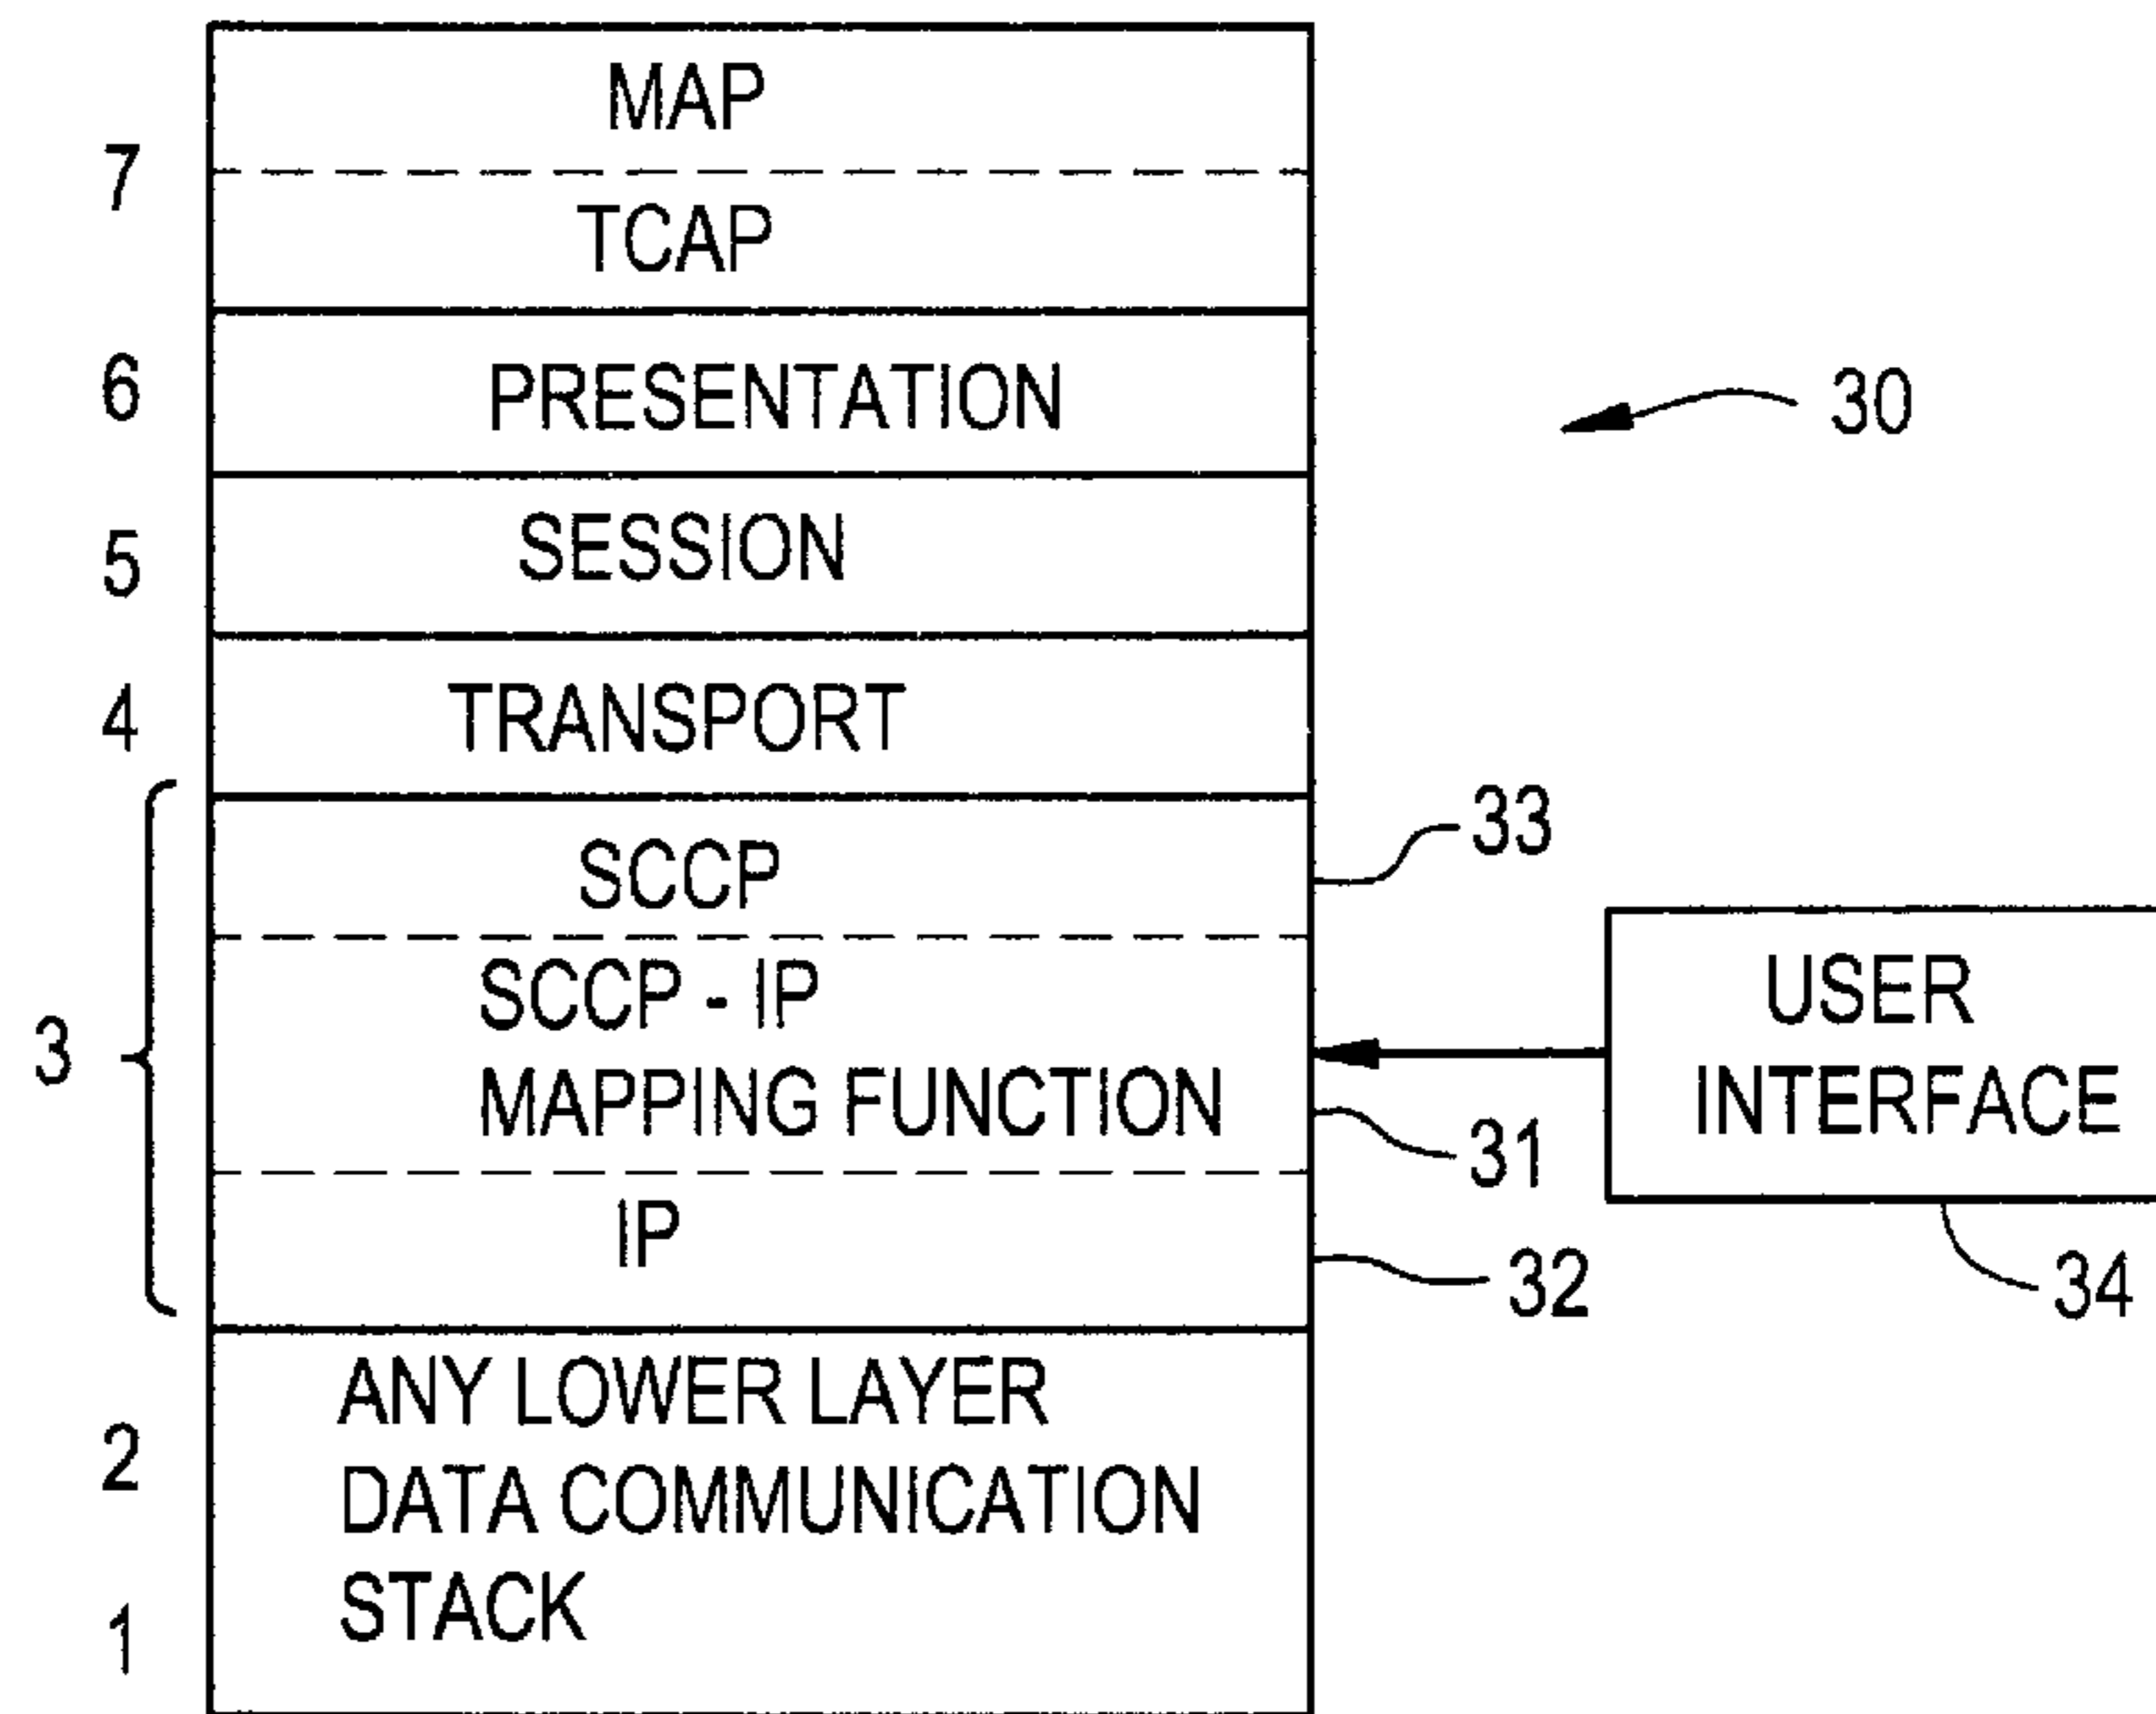 MAP
7
TCAP
6
PRESENTATION
30
5
SESSION
4
TRANSPORT
33
SCCP
3
SCCP - IP
MAPPING FUNCTION
USER
INTERFACE
31
IP
32
34
ANY LOWER LAYER
2
DATA COMMUNICATION
STACK
1